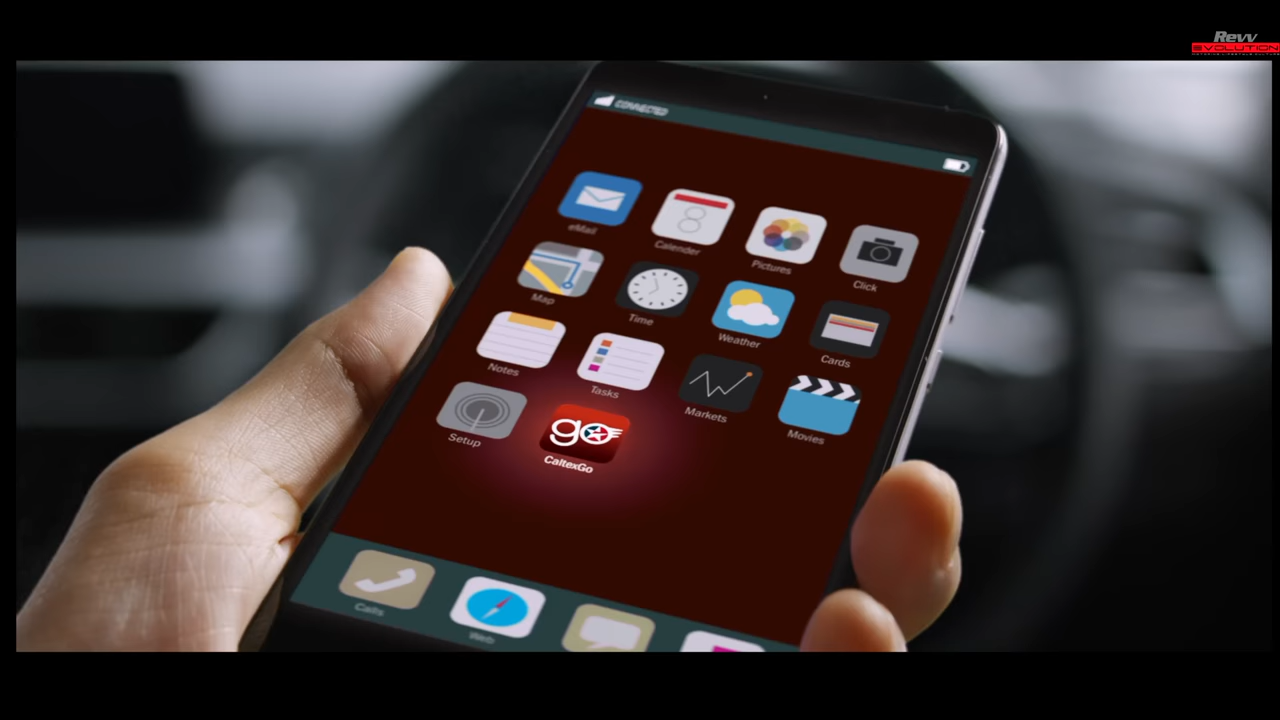 Revv
EVOLUTION
CONNECTED
eMail
Calender
Pictures
Click
Map
Time
Weather
Cards
Notes
Tasks
Markets
Movies
Setup
go
CaltexGo
Calls
Web